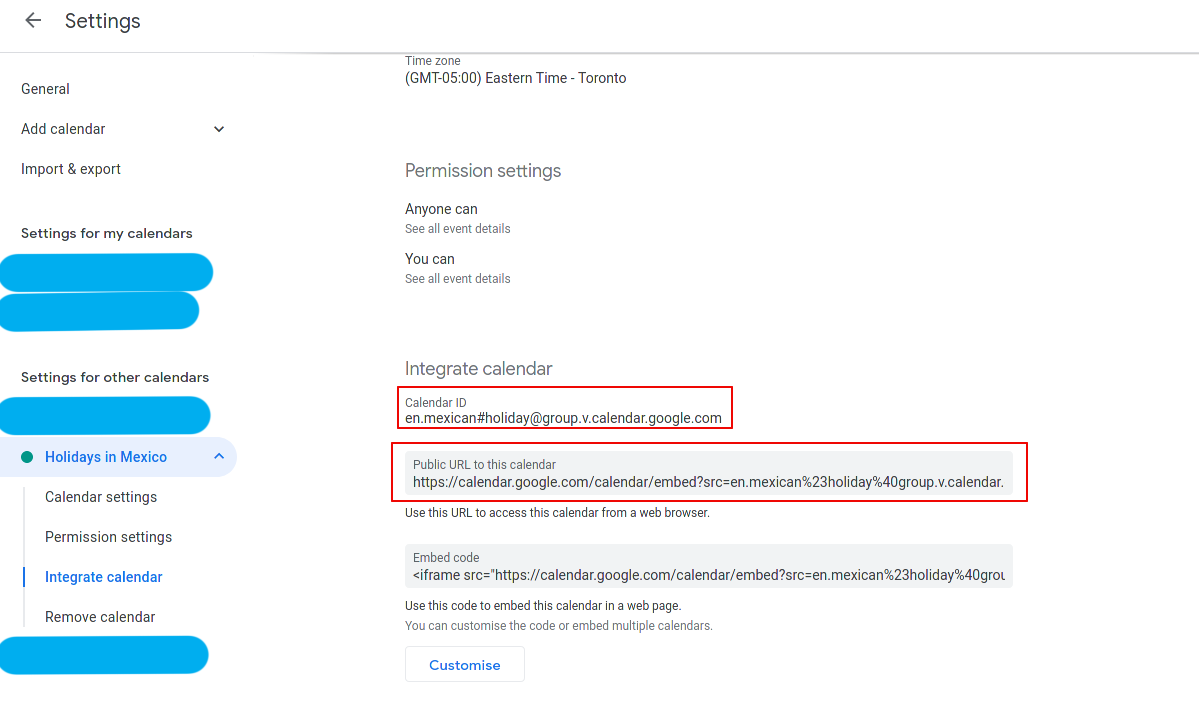 Settings
General
Add calendar
Import & export
Settings for my calendars
Settings for other calendars
Holidays in Mexico
Calendar settings
Permission settings
Integrate calendar
Remove calendar
Time zone
(GMT-05:00) Eastern Time - Toronto
Permission settings
Anyone can
See all event details
You can
See all event details
Integrate calendar
Calendar ID
en.mexican#holiday@group.v.calendar.google.com
Public URL to this calendar
https://calendar.google.com/calendar/embed?src=en.mexican%23holiday%40group.v.calendar.
Use this URL to access this calendar from a web browser.
Embed code
<iframe src="https://calendar.google.com/calendar/embed?src=en.mexican%23holiday%40grou
Use this code to embed this calendar in a web page.
You can customise the code or embed multiple calendars.
Customise